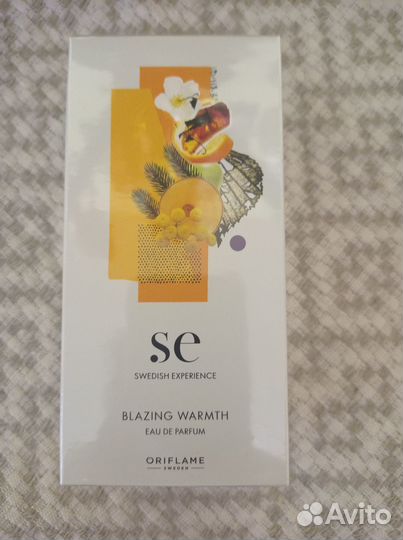 se
SWEDISH EXPERIENCE
BLAZING WARMTH
EAU DE PARFUM
ORIFLAME
SWEDEN
Avito